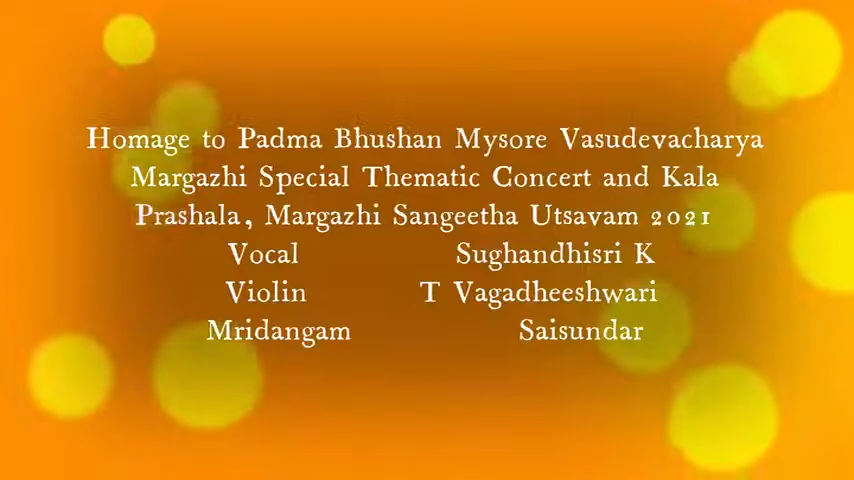 Homage to Padma Bhushan Mysore Vasudevacharya
Margazhi Special Thematic Concert and Kala
Prashala, Margazhi Sangeetha Utsavam 2021
Vocal Sughandhisri K
Violin T Vagadheeshwari
Mridangam Saisundar